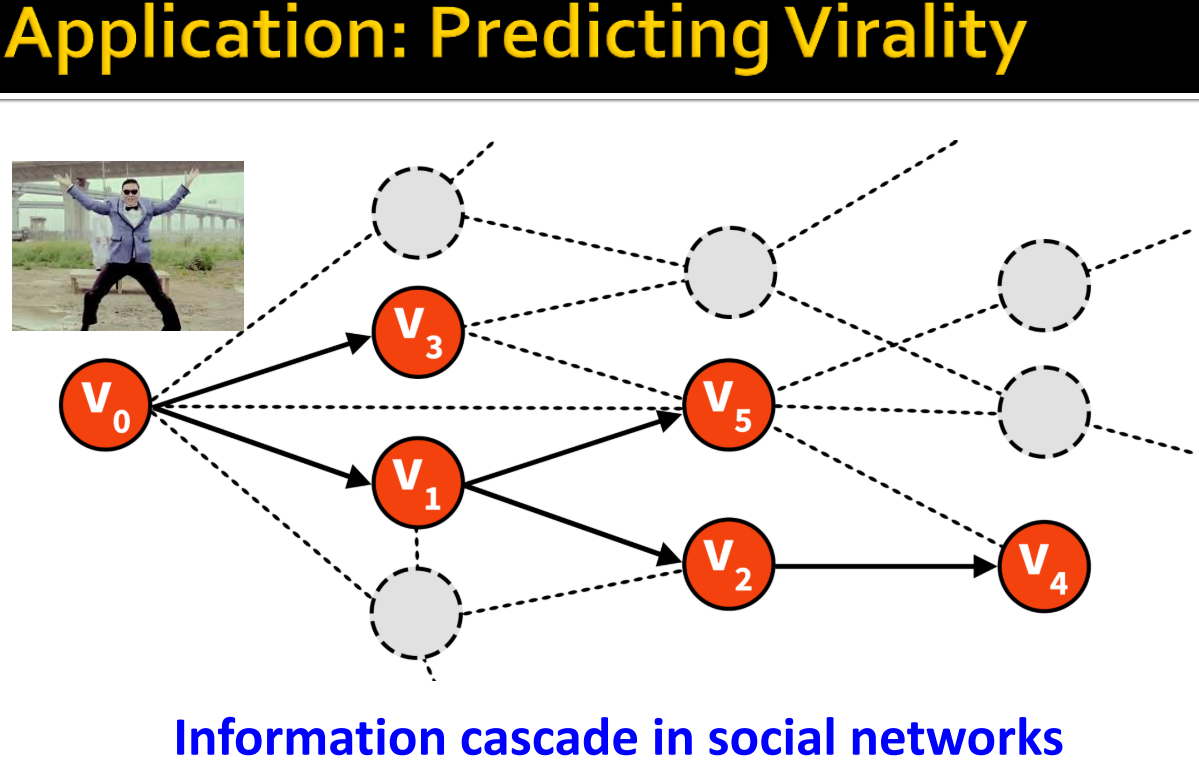 Application: Predicting Virality
V3
V0
V5
V1
V2
V4
Information cascade in social networks